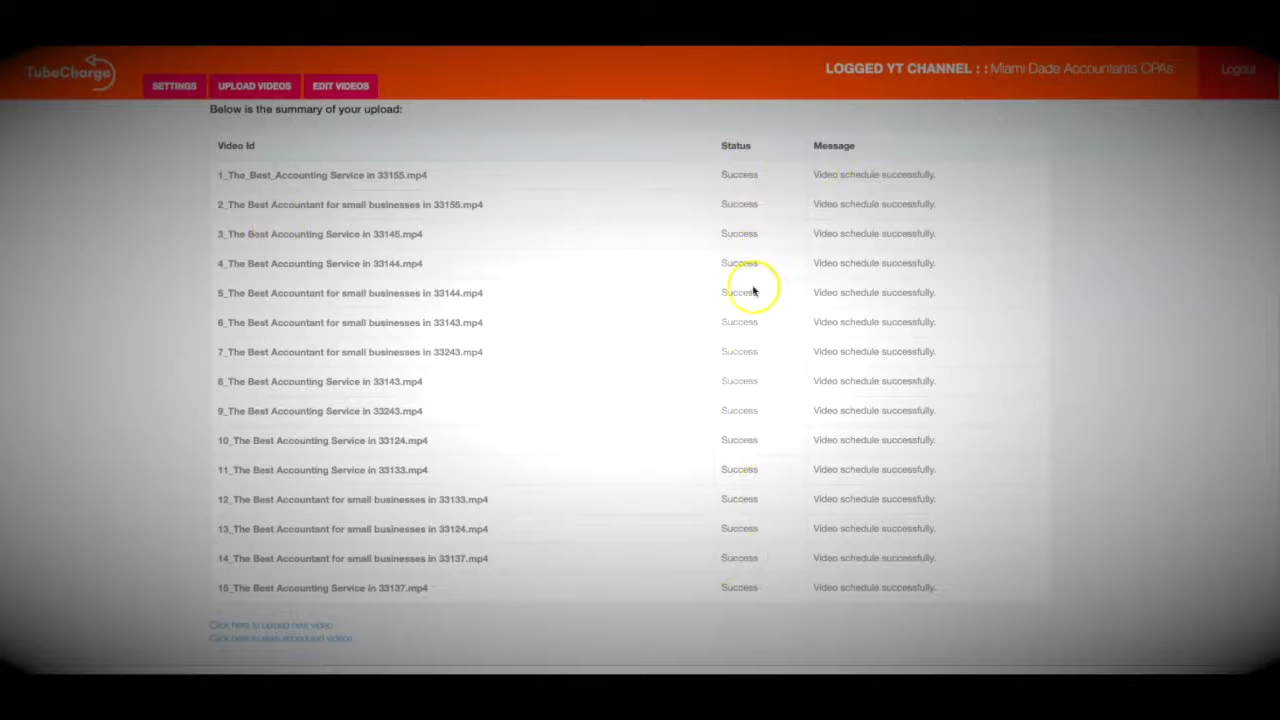 TubeCharge
SETTINGS UPLOAD VIDEOS EDIT VIDEOS
LOGGED YT CHANNEL : : Miami Dade Accountants CPAs
Logout
Below is the summary of your upload:
Video Id Status Message
1_The_Best_Accounting Service in 33155.mp4 Success Video schedule successfully.
2_The Best Accountant for small businesses in 33155.mp4 Success Video schedule successfully.
3_The Best Accounting Service in 33145.mp4 Success Video schedule successfully.
4_The Best Accounting Service in 33144.mp4 Success Video schedule successfully.
5_The Best Accountant for small businesses in 33144.mp4 Success Video schedule successfully.
6_The Best Accountant for small businesses in 33143.mp4 Success Video schedule successfully.
7_The Best Accountant for small businesses in 33243.mp4 Success Video schedule successfully.
8_The Best Accounting Service in 33143.mp4 Success Video schedule successfully.
9_The Best Accounting Service in 33243.mp4 Success Video schedule successfully.
10_The Best Accounting Service in 33124.mp4 Success Video schedule successfully.
11_The Best Accounting Service in 33133.mp4 Success Video schedule successfully.
12_The Best Accountant for small businesses in 33133.mp4 Success Video schedule successfully.
13_The Best Accountant for small businesses in 33124.mp4 Success Video schedule successfully.
14_The Best Accountant for small businesses in 33137.mp4 Success Video schedule successfully.
15_The Best Accounting Service in 33137.mp4 Success Video schedule successfully.
Click here to upload new video
Click here to view scheduled videos